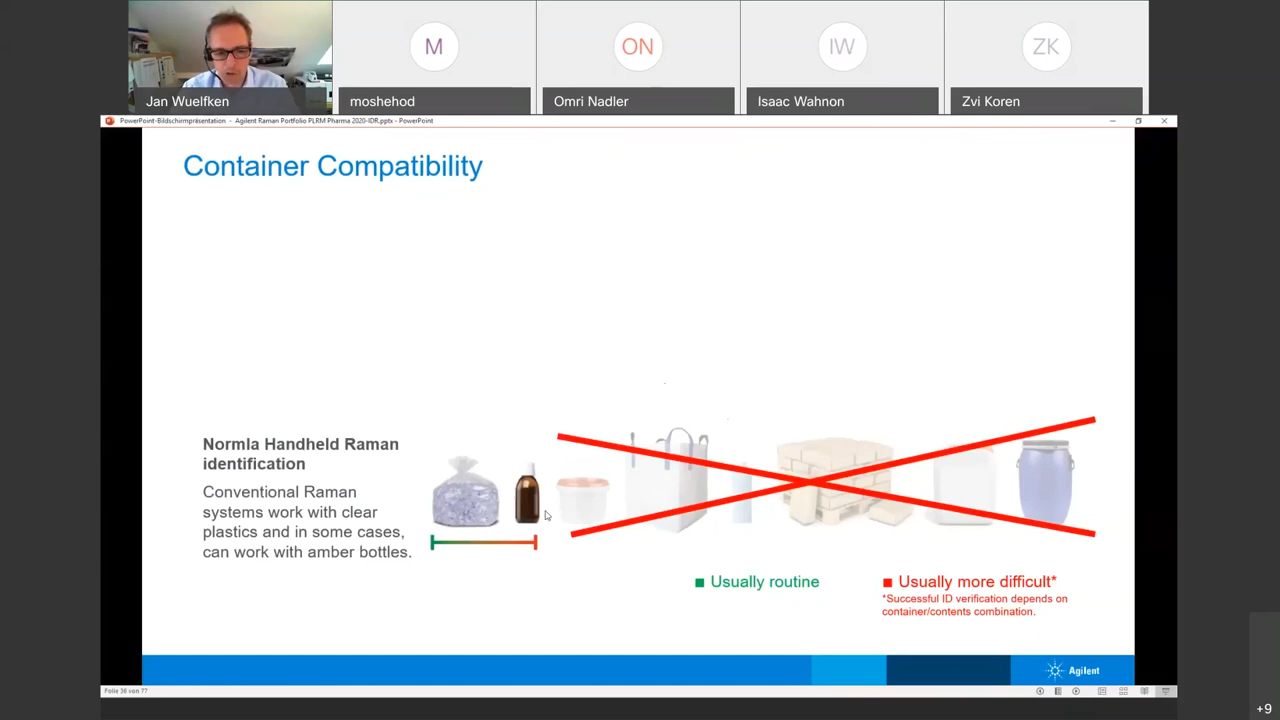 M
ON
IW
ZK
Jan Wuelfken
moshehod
Omri Nadler
Isaac Wahnon
Zvi Koren
PowerPoint-Bildschirmpräsentation - Agilent Raman Portfolio PLRM Pharma 2020-IDR.pptx - PowerPoint
Container Compatibility
Normla Handheld Raman
identification
Conventional Raman
systems work with clear
plastics and in some cases,
can work with amber bottles.
Usually routine
Usually more difficult*
*Successful ID verification depends on
container/contents combination.
Agilent
Folie 36 von 77
+9